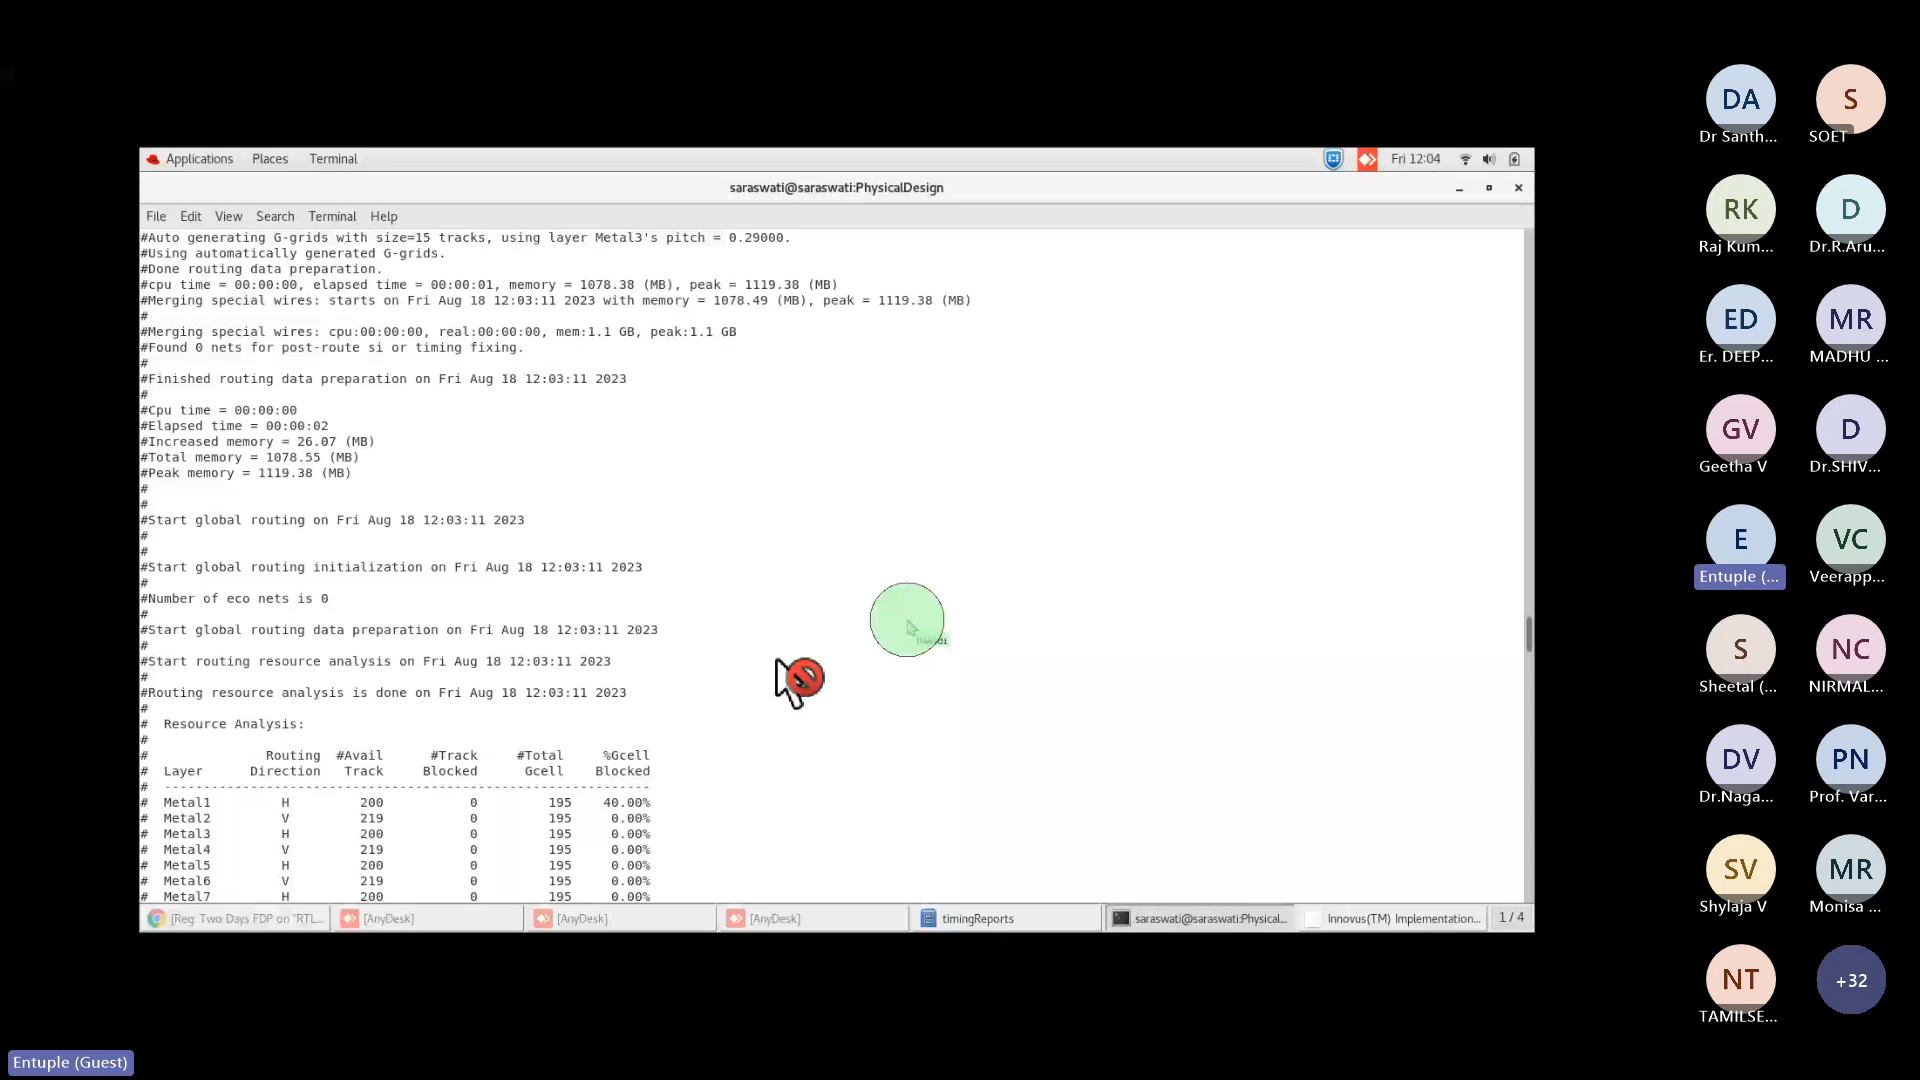 Applications Places Terminal Fri 12:04
saraswati@saraswati:PhysicalDesign
File Edit View Search Terminal Help
#Auto generating G-grids with size=15 tracks, using layer Metal3's pitch = 0.29000.
#Using automatically generated G-grids.
#Done routing data preparation.
#cpu time = 00:00:00, elapsed time = 00:00:01, memory = 1078.38 (MB), peak = 1119.38 (MB)
#Merging special wires: starts on Fri Aug 18 12:03:11 2023 with memory = 1078.49 (MB), peak = 1119.38 (MB)
#
#Merging special wires: cpu:00:00:00, real:00:00:00, mem:1.1 GB, peak:1.1 GB
#Found 0 nets for post-route si or timing fixing.
#
#Finished routing data preparation on Fri Aug 18 12:03:11 2023
#
#Cpu time = 00:00:00
#Elapsed time = 00:00:02
#Increased memory = 26.07 (MB)
#Total memory = 1078.55 (MB)
#Peak memory = 1119.38 (MB)
#
#
#Start global routing on Fri Aug 18 12:03:11 2023
#
#
#Start global routing initialization on Fri Aug 18 12:03:11 2023
#
#Number of eco nets is 0
#
#Start global routing data preparation on Fri Aug 18 12:03:11 2023
#
#Start routing resource analysis on Fri Aug 18 12:03:11 2023
#
#Routing resource analysis is done on Fri Aug 18 12:03:11 2023
#
# Resource Analysis:
#
# Routing #Avail #Track #Total %Gcell
# Layer Direction Track Blocked Gcell Blocked
# --------------------------------------------------------------
# Metal1 H 200 0 195 40.00%
# Metal2 V 219 0 195 0.00%
# Metal3 H 200 0 195 0.00%
# Metal4 V 219 0 195 0.00%
# Metal5 H 200 0 195 0.00%
# Metal6 V 219 0 195 0.00%
# Metal7 H 200 0 195 0.00%
[Req: Two Days FDP on "RTL... [AnyDesk] [AnyDesk] [AnyDesk] timingReports saraswati@saraswati:Physical... Innovus(TM) Implementation... 1 / 4
DA S
Dr Santh... SOET
RK D
Raj Kum... Dr.R.Aru...
ED MR
Er. DEEP... MADHU ...
GV D
Geetha V Dr.SHIV...
E VC
Entuple (... Veerapp...
S NC
Sheetal (... NIRMAL...
DV PN
Dr.Naga... Prof. Var...
SV MR
Shylaja V Monisa ...
NT +32
TAMILSE...
Entuple (Guest)